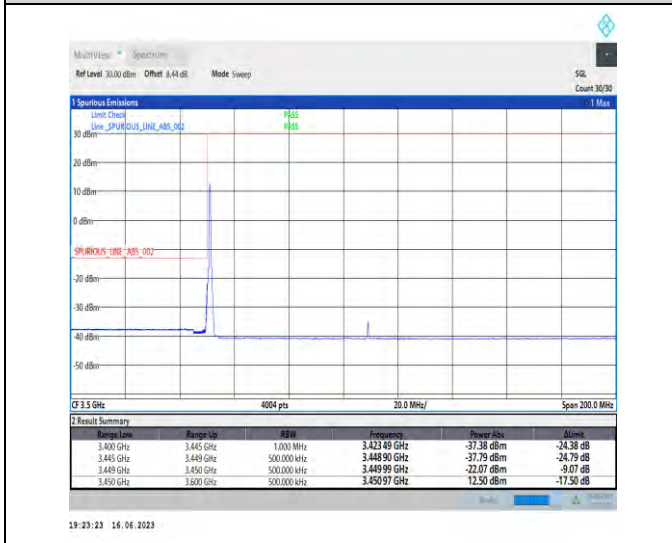 MultiView Spectrum
Ref Level 30.00 dBm Offset 8.44 dB Mode Sweep SGL
Count 30/30
1 Spurious Emissions 1 Max
Limit Check PASS
Line _SPURIOUS_LINE_ABS_002 PASS
30 dBm
20 dBm
10 dBm
0 dBm
SPURIOUS_LINE_ABS_002
-20 dBm
-30 dBm
-40 dBm
-50 dBm
CF 3.5 GHz 4004 pts 20.0 MHz/ Span 200.0 MHz
2 Result Summary
Range Low Range Up RBW Frequency Power Abs ΔLimit
3.400 GHz 3.445 GHz 1.000 MHz 3.42349 GHz -37.38 dBm -24.38 dB
3.445 GHz 3.449 GHz 500.000 kHz 3.44890 GHz -37.79 dBm -24.79 dB
3.449 GHz 3.450 GHz 500.000 kHz 3.44999 GHz -22.07 dBm -9.07 dB
3.450 GHz 3.600 GHz 500.000 kHz 3.45097 GHz 12.50 dBm -17.50 dB
19:23:23 16.06.2023